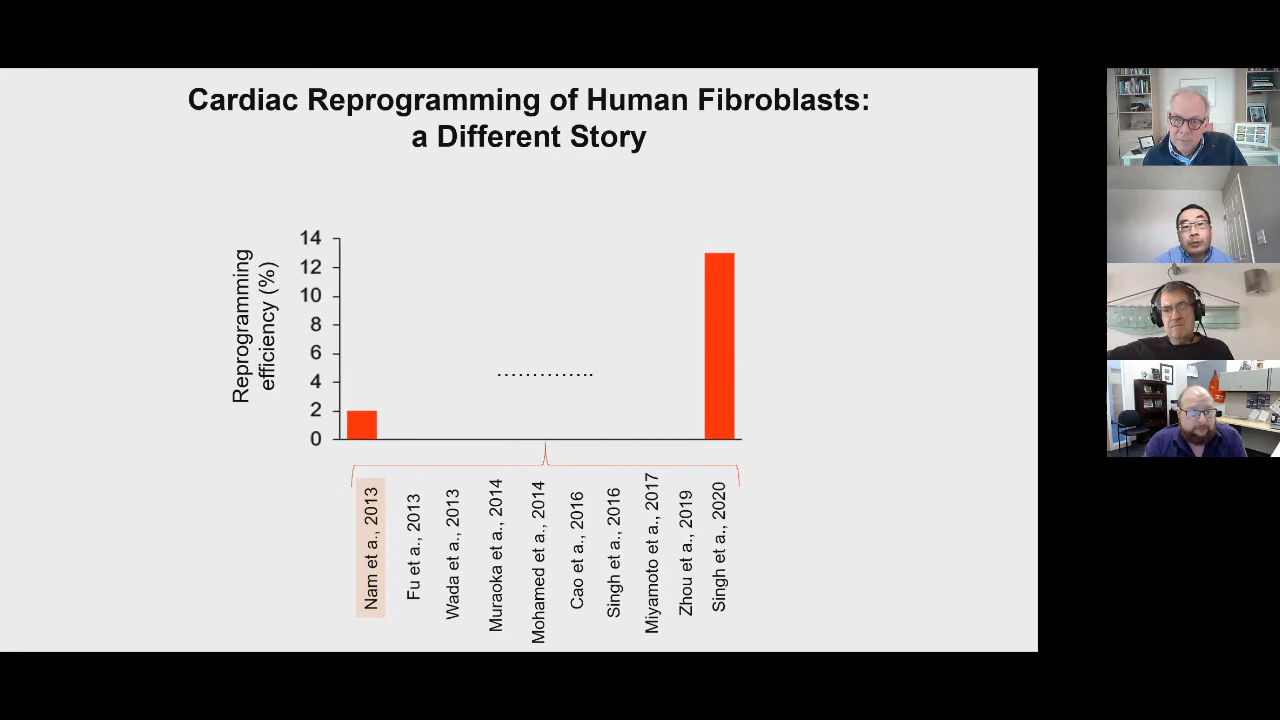 Cardiac Reprogramming of Human Fibroblasts:
a Different Story
Reprogramming
efficiency (%)
14
12
10
8
6
4
2
0
Nam et a., 2013
Fu et a., 2013
Wada et a., 2013
Muraoka et a., 2014
Mohamed et a., 2014
Cao et a., 2016
Singh et a., 2016
Miyamoto et a., 2017
Zhou et a., 2019
Singh et a., 2020